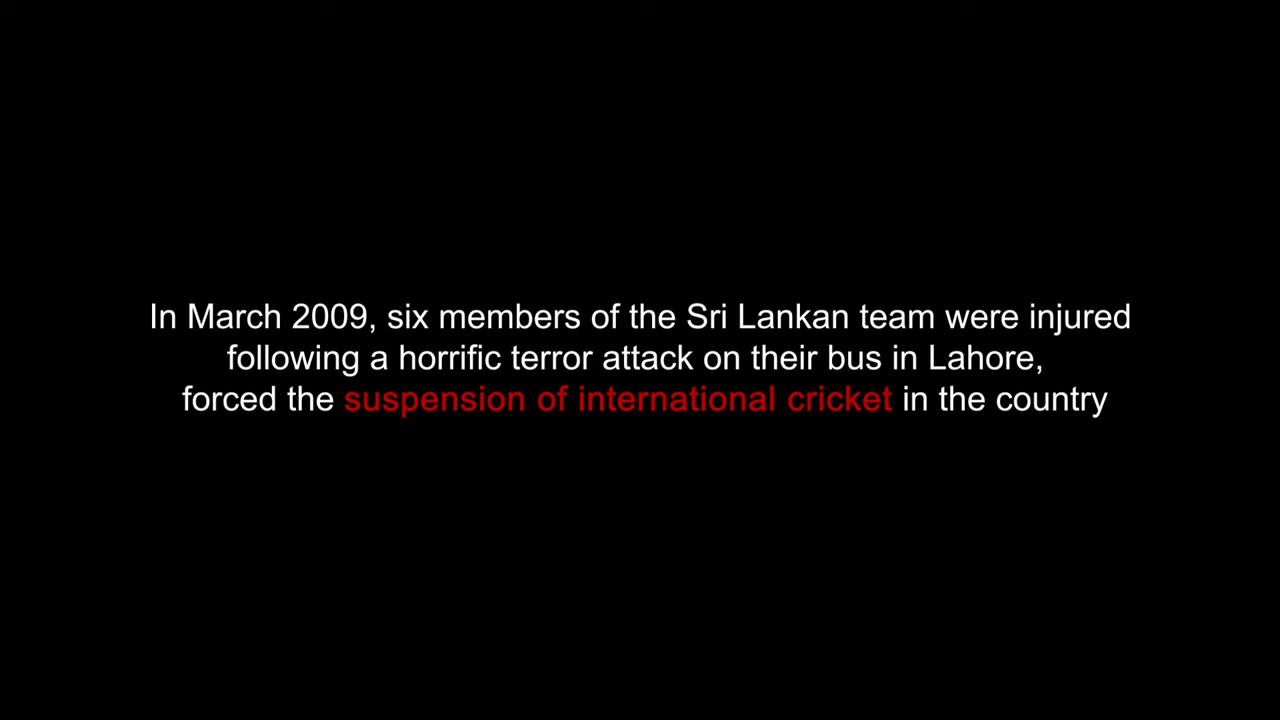 In March 2009, six members of the Sri Lankan team were injured
following a horrific terror attack on their bus in Lahore,
forced the suspension of international cricket in the country